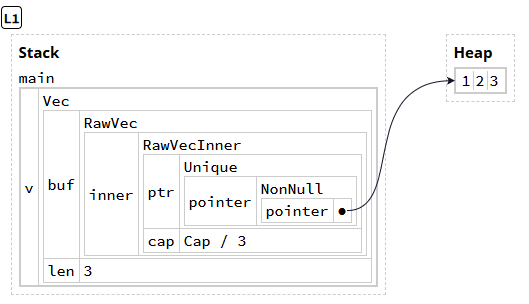 L1
Stack
Heap
main
1 2 3
Vec
RawVec
RawVecInner
Unique
NonNull
v
buf
inner
ptr
pointer
pointer
cap
Cap / 3
len
3